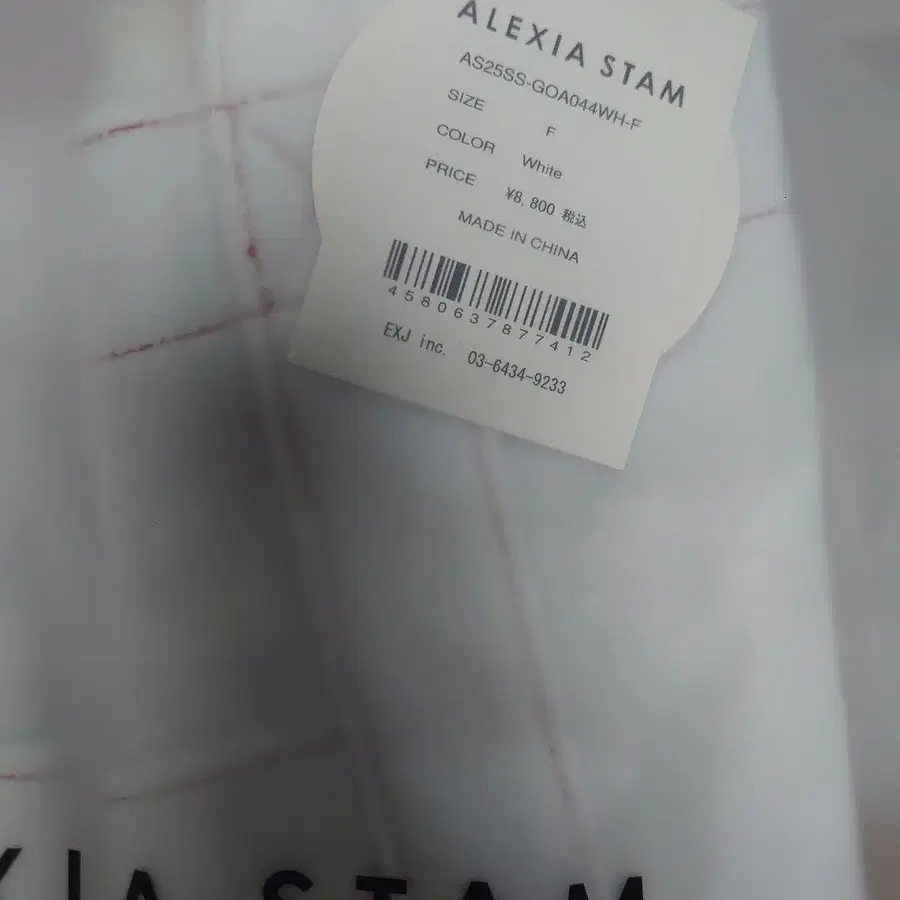 ALEXIA STAM
AS25SS-GOA044WH-F
SIZE F
COLOR White
PRICE ¥8,800 税込
MADE IN CHINA
4580637877412
EXJ inc. 03-6434-9233
XIA STAM